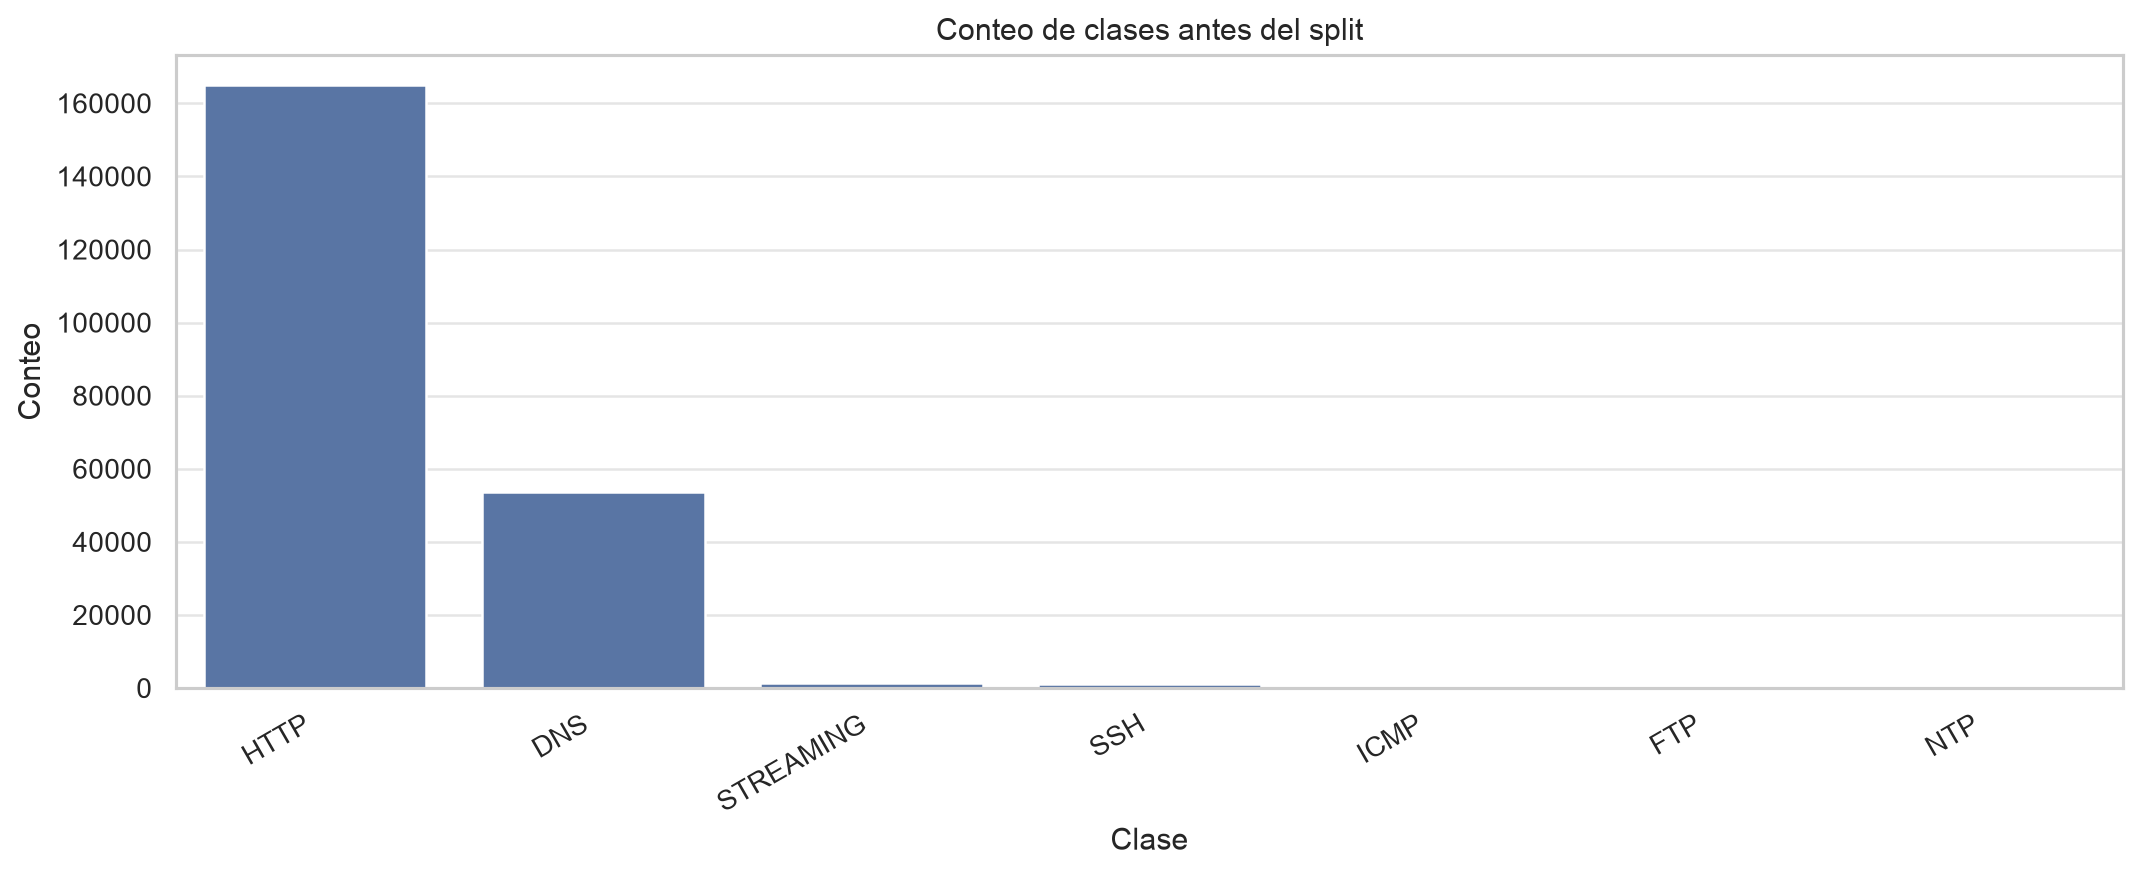 Conteo de clases antes del split
Conteo
160000
140000
120000
100000
80000
60000
40000
20000
0
HTTP
DNS
STREAMING
SSH
ICMP
FTP
NTP
Clase